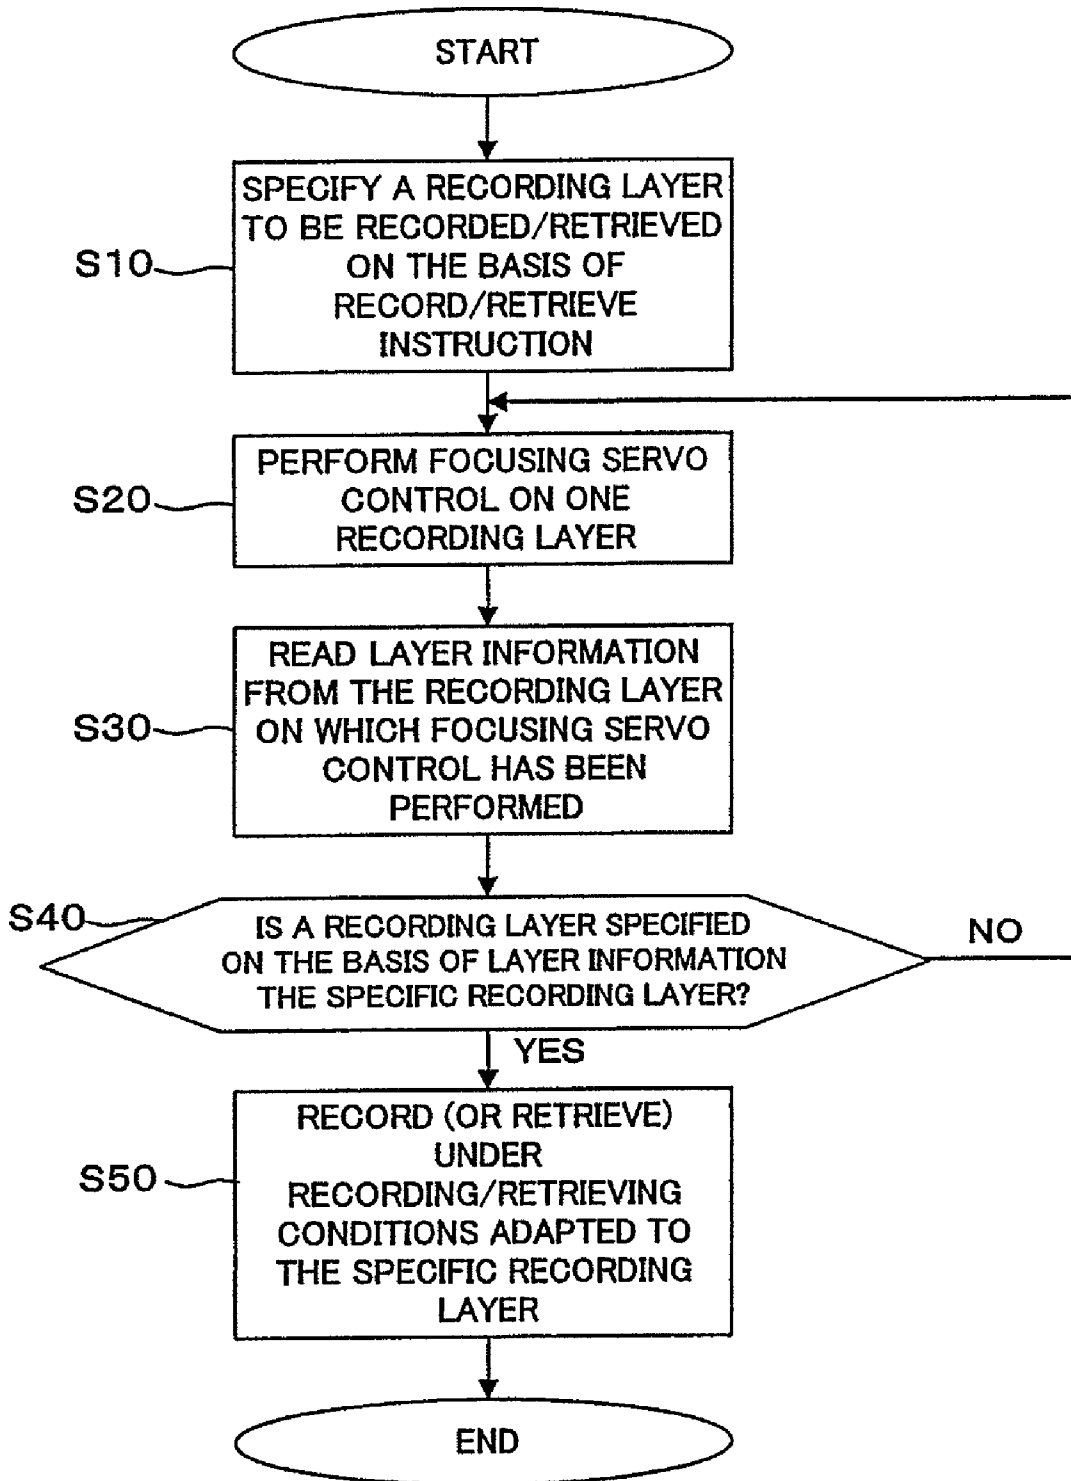 START
SPECIFY A RECORDING LAYER
TO BE RECORDED/RETRIEVED
ON THE BASIS OF
RECORD/RETRIEVE
INSTRUCTION
S10
PERFORM FOCUSING SERVO
CONTROL ON ONE
RECORDING LAYER
S20
READ LAYER INFORMATION
FROM THE RECORDING LAYER
ON WHICH FOCUSING SERVO
CONTROL HAS BEEN
PERFORMED
S30
S40
IS A RECORDING LAYER SPECIFIED
ON THE BASIS OF LAYER INFORMATION
THE SPECIFIC RECORDING LAYER?
NO
YES
RECORD (OR RETRIEVE)
UNDER
RECORDING/RETRIEVING
CONDITIONS ADAPTED TO
THE SPECIFIC RECORDING
LAYER
S50
END